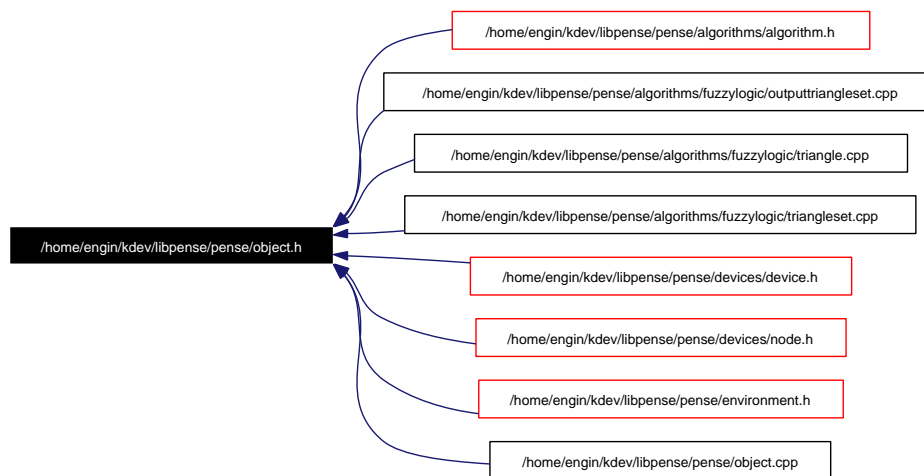 /home/engin/kdev/libpense/pense/algorithms/algorithm.h
/home/engin/kdev/libpense/pense/algorithms/fuzzylogic/outputtriangleset.cpp
/home/engin/kdev/libpense/pense/algorithms/fuzzylogic/triangle.cpp
/home/engin/kdev/libpense/pense/algorithms/fuzzylogic/triangleset.cpp
/home/engin/kdev/libpense/pense/object.h
/home/engin/kdev/libpense/pense/devices/device.h
/home/engin/kdev/libpense/pense/devices/node.h
/home/engin/kdev/libpense/pense/environment.h
/home/engin/kdev/libpense/pense/object.cpp